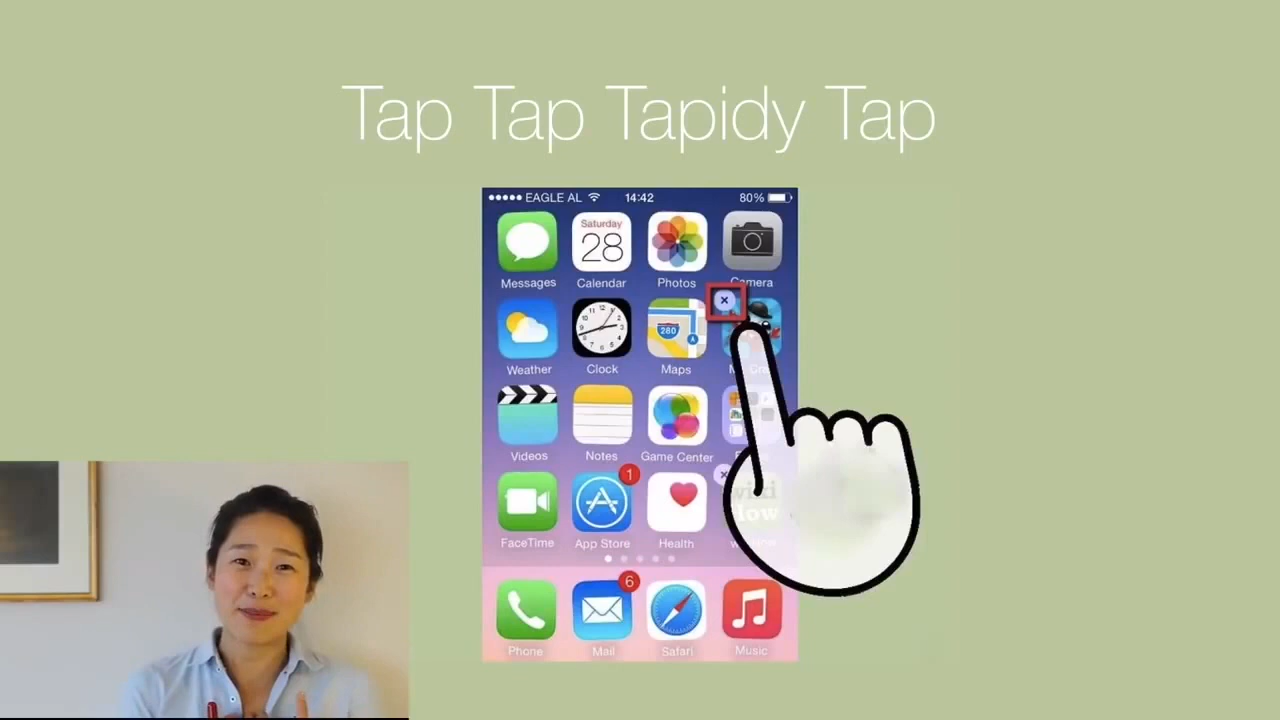 Tap Tap Tapidy Tap
EAGLE AL 14:42 80%
Saturday
28
Messages Calendar Photos Camera
280
Weather Clock Maps
Videos Notes Game Center
1
FaceTime App Store Health
6
Phone Mail Safari Music